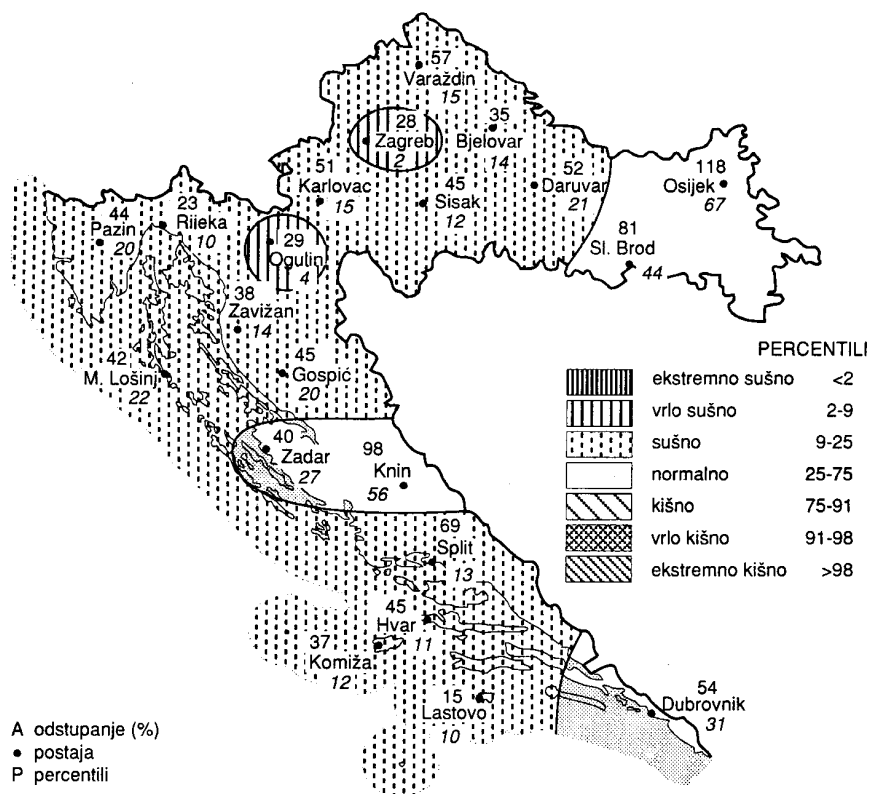 57
Varaždin
15
28
Zagreb
2
35
Bjelovar
14
51
Karlovac
15
45
Sisak
12
52
Daruvar
21
118
Osijek
67
81
Sl. Brod
44
23
Rijeka
10
44
Pazin
20
29
Ogulin
4
38
Zavižan
14
42
M. Lošinj
22
45
Gospić
20
40
Zadar
27
98
Knin
56
69
Split
13
45
Hvar
11
37
Komiža
12
15
Lastovo
10
54
Dubrovnik
31
PERCENTILI
ekstremno sušno <2
vrlo sušno 2-9
sušno 9-25
normalno 25-75
kišno 75-91
vrlo kišno 91-98
ekstremno kišno >98
A odstupanje (%)
• postaja
P percentili